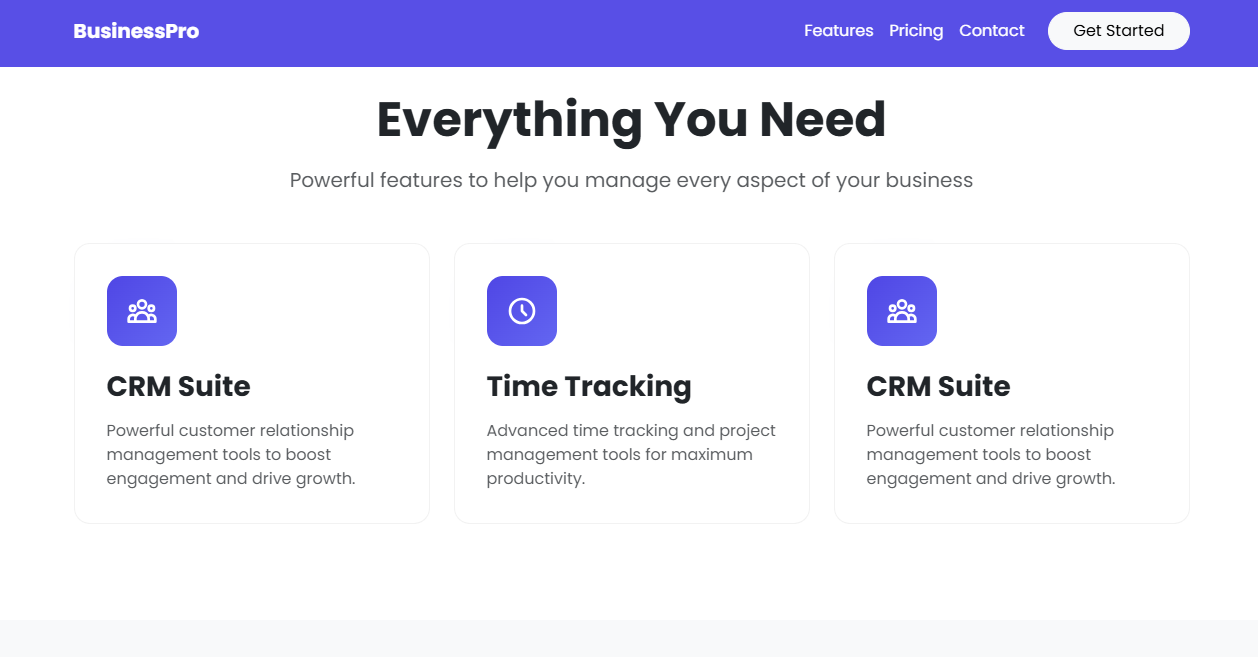 BusinessPro
Features Pricing Contact Get Started
Everything You Need
Powerful features to help you manage every aspect of your business
CRM Suite
Powerful customer relationship
management tools to boost
engagement and drive growth.
Time Tracking
Advanced time tracking and project
management tools for maximum
productivity.
CRM Suite
Powerful customer relationship
management tools to boost
engagement and drive growth.